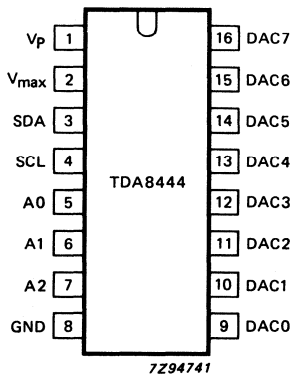 VP 1 16 DAC7
Vmax 2 15 DAC6
SDA 3 14 DAC5
SCL 4 13 DAC4
TDA8444
A0 5 12 DAC3
A1 6 11 DAC2
A2 7 10 DAC1
GND 8 9 DAC0
7Z94741